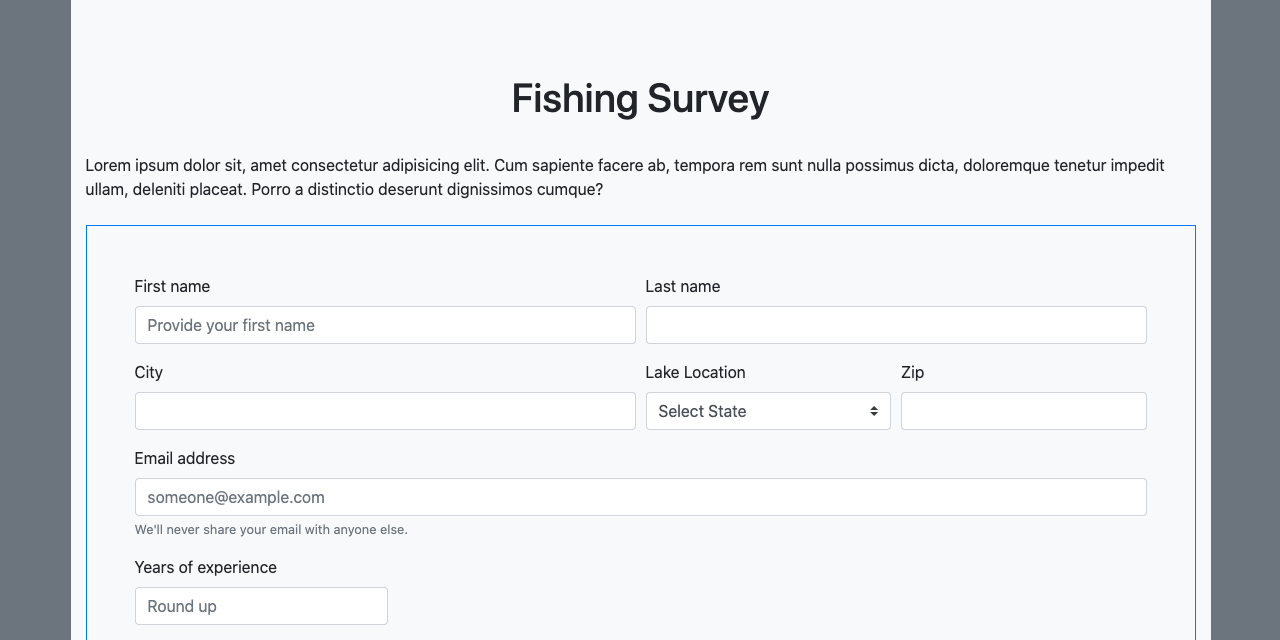 Fishing Survey
Lorem ipsum dolor sit, amet consectetur adipisicing elit. Cum sapiente facere ab, tempora rem sunt nulla possimus dicta, doloremque tenetur impedit
ullam, deleniti placeat. Porro a distinctio deserunt dignissimos cumque?
First name Last name
Provide your first name
City Lake Location Zip
Select State
Email address
someone@example.com
We'll never share your email with anyone else.
Years of experience
Round up